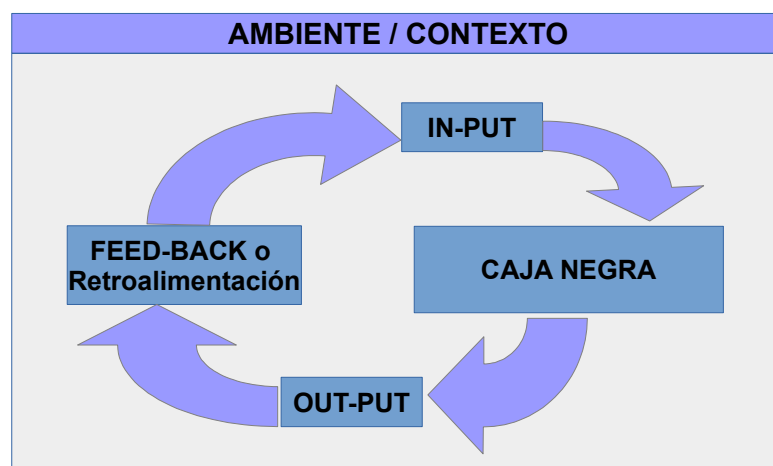 AMBIENTE / CONTEXTO
IN-PUT
FEED-BACK o
Retroalimentación
CAJA NEGRA
OUT-PUT